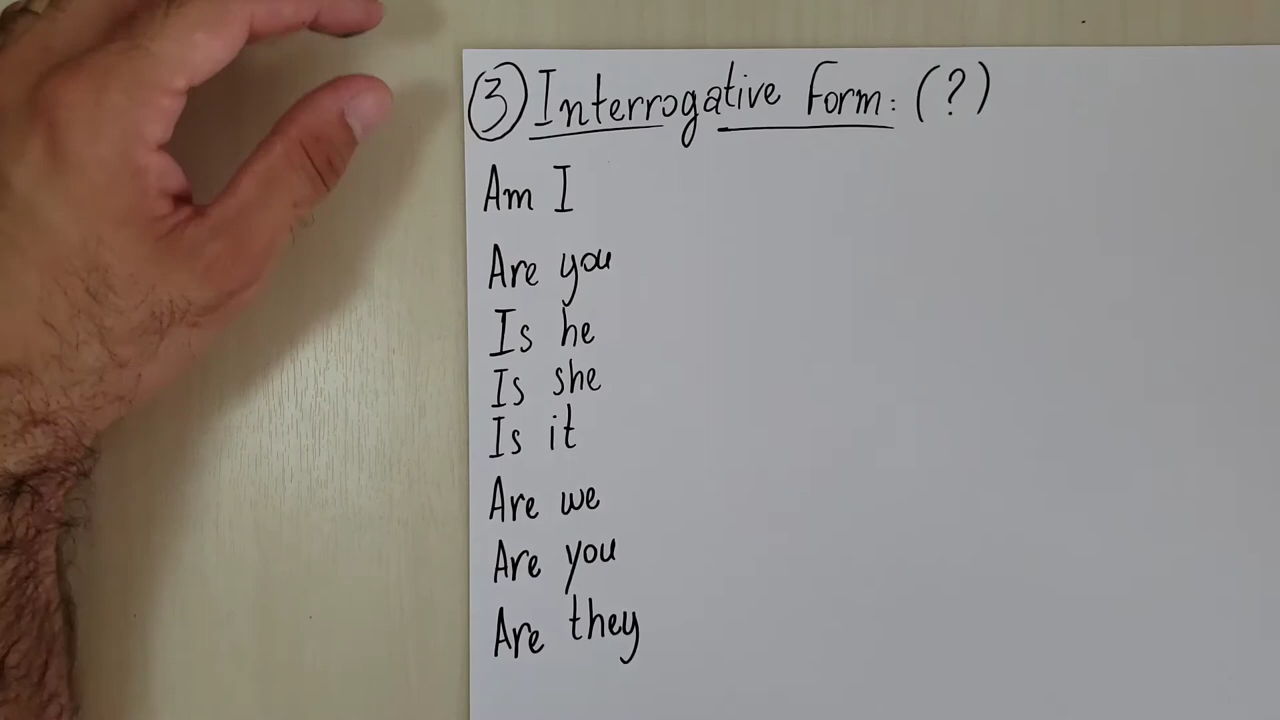 ③ Interrogative Form: (?)
Am I
Are you
Is he
Is she
Is it
Are we
Are you
Are they